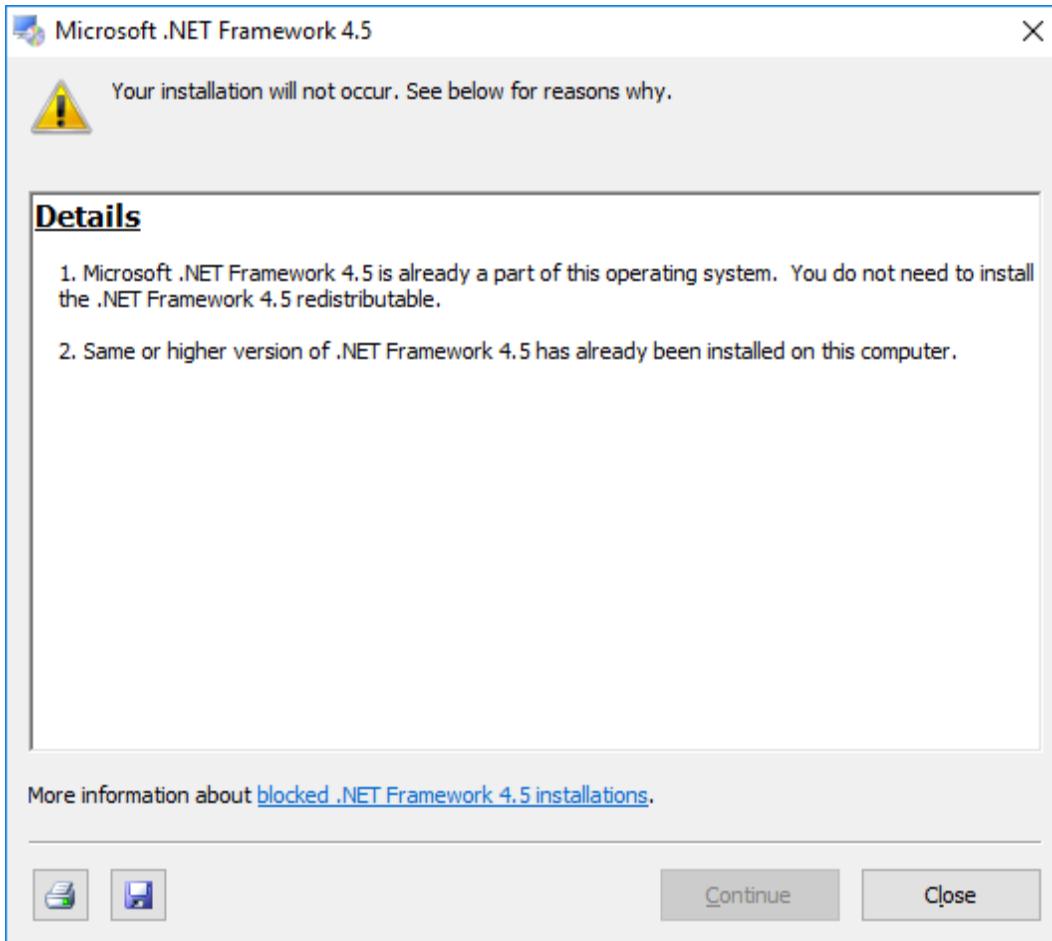 Microsoft .NET Framework 4.5
Your installation will not occur. See below for reasons why.
Details
1. Microsoft .NET Framework 4.5 is already a part of this operating system.  You do not need to install
the .NET Framework 4.5 redistributable.
2. Same or higher version of .NET Framework 4.5 has already been installed on this computer.
More information about blocked .NET Framework 4.5 installations.
Continue
Close